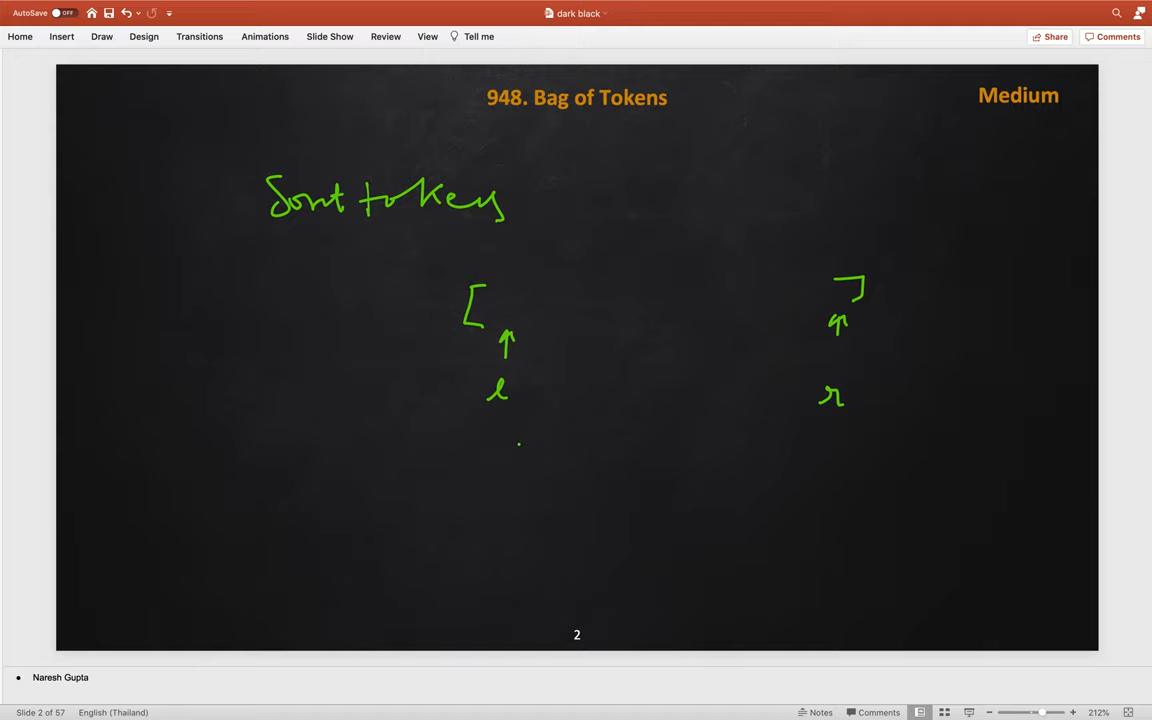 AutoSave OFF dark black
Home Insert Draw Design Transitions Animations Slide Show Review View Tell me Share Comments
948. Bag of Tokens Medium
Sort tokens
[ ]
l r
2
Naresh Gupta
Slide 2 of 57 English (Thailand) Notes Comments 212%